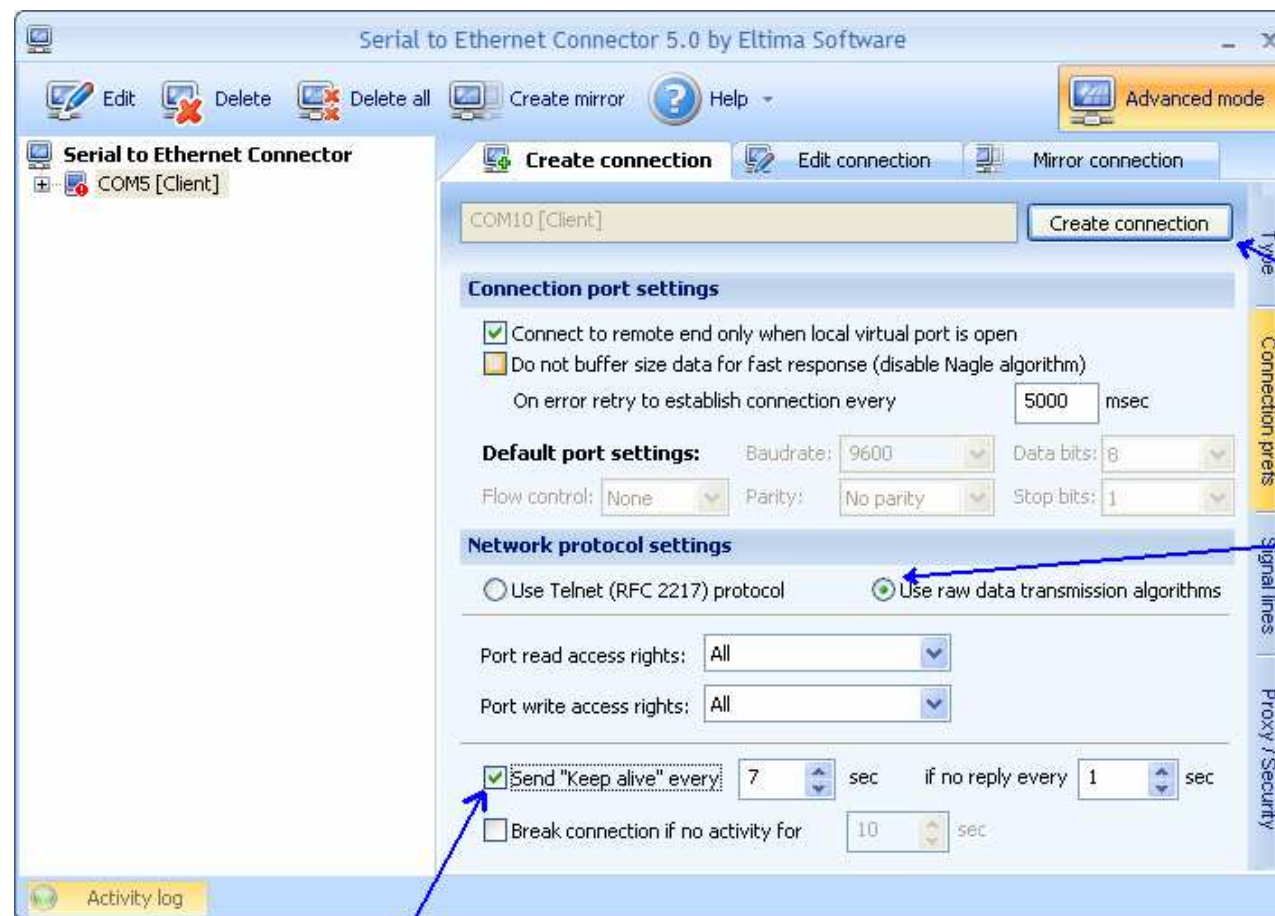 Serial to Ethernet Connector 5.0 by Eltima Software
Edit Delete Delete all Create mirror Help Advanced mode
Serial to Ethernet Connector
COM5 [Client]
Create connection Edit connection Mirror connection
COM10 [Client] Create connection
Type
Connection port settings
Connect to remote end only when local virtual port is open
Do not buffer size data for fast response (disable Nagle algorithm)
On error retry to establish connection every 5000 msec
Connection prefs
Default port settings: Baudrate: 9600 Data bits: 8
Flow control: None Parity: No parity Stop bits: 1
Network protocol settings
Use Telnet (RFC 2217) protocol Use raw data transmission algorithms
Signal lines
Port read access rights: All
Port write access rights: All
Proxy / Security
Send "Keep alive" every 7 sec if no reply every 1 sec
Break connection if no activity for 10 sec
Activity log